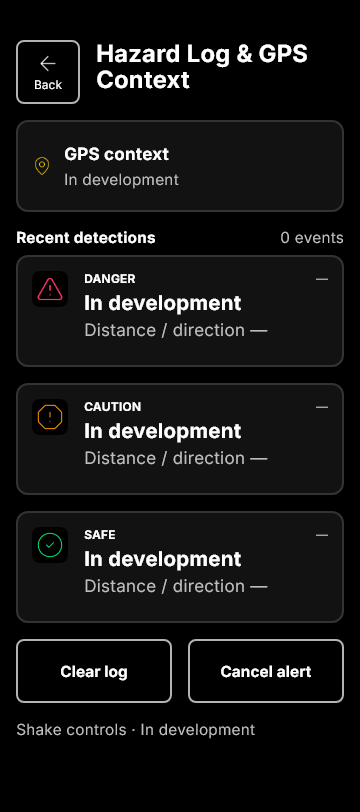 Back
Hazard Log & GPS
Context
GPS context
In development
Recent detections
0 events
DANGER
—
In development
Distance / direction —
CAUTION
—
In development
Distance / direction —
SAFE
—
In development
Distance / direction —
Clear log
Cancel alert
Shake controls · In development